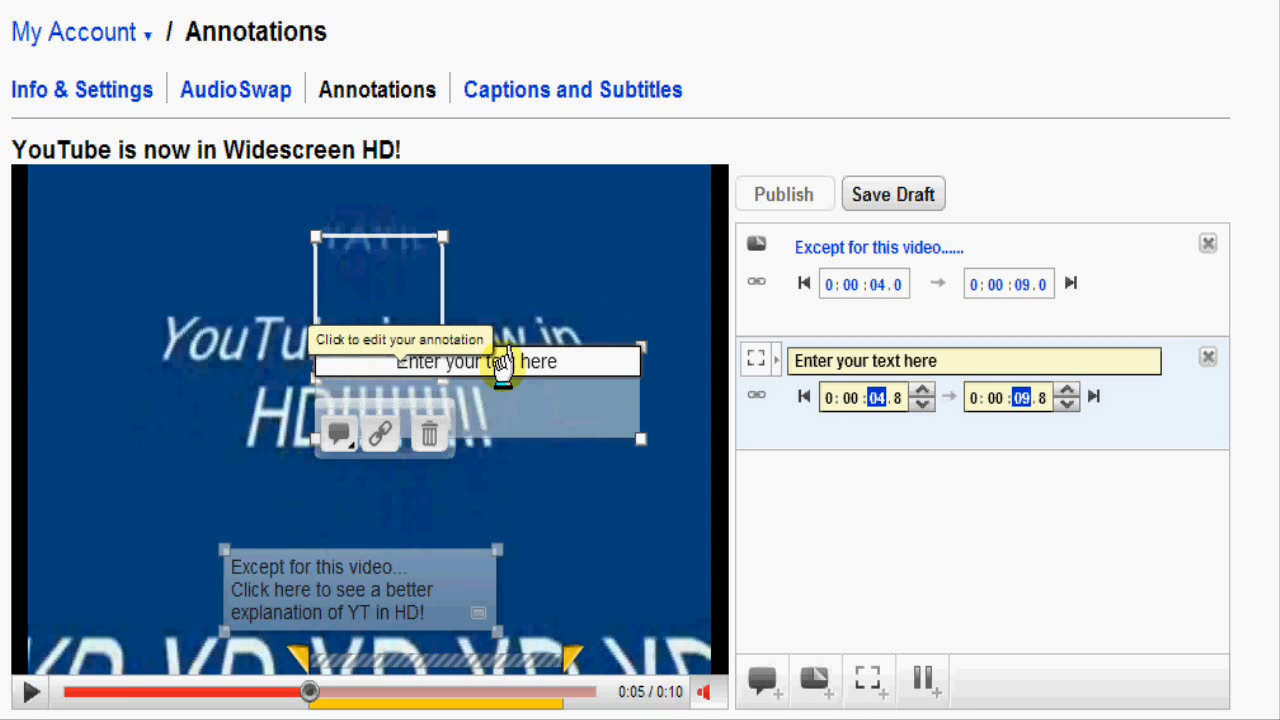 My Account ▾ / Annotations
Info & Settings | AudioSwap | Annotations | Captions and Subtitles
YouTube is now in Widescreen HD!
Publish Save Draft
Except for this video......
0: 00 :04. 0 → 0: 00 :09. 0
Click to edit your annotation
Enter your text here
Enter your text here
0: 00 :04. 8 → 0: 00 :09. 8
Except for this video...
Click here to see a better
explanation of YT in HD!
0:05 / 0:10